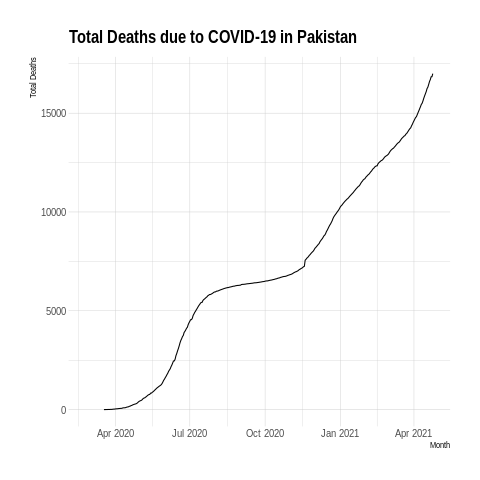 Total Deaths due to COVID-19 in Pakistan
Total Deaths
15000
10000
5000
0
Apr 2020 Jul 2020 Oct 2020 Jan 2021 Apr 2021
Month